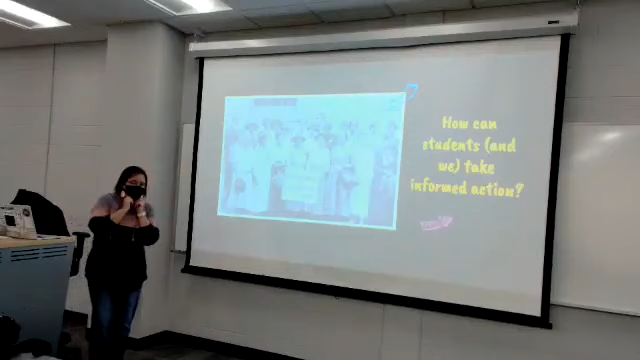 How can
students (and
we) take
informed action?